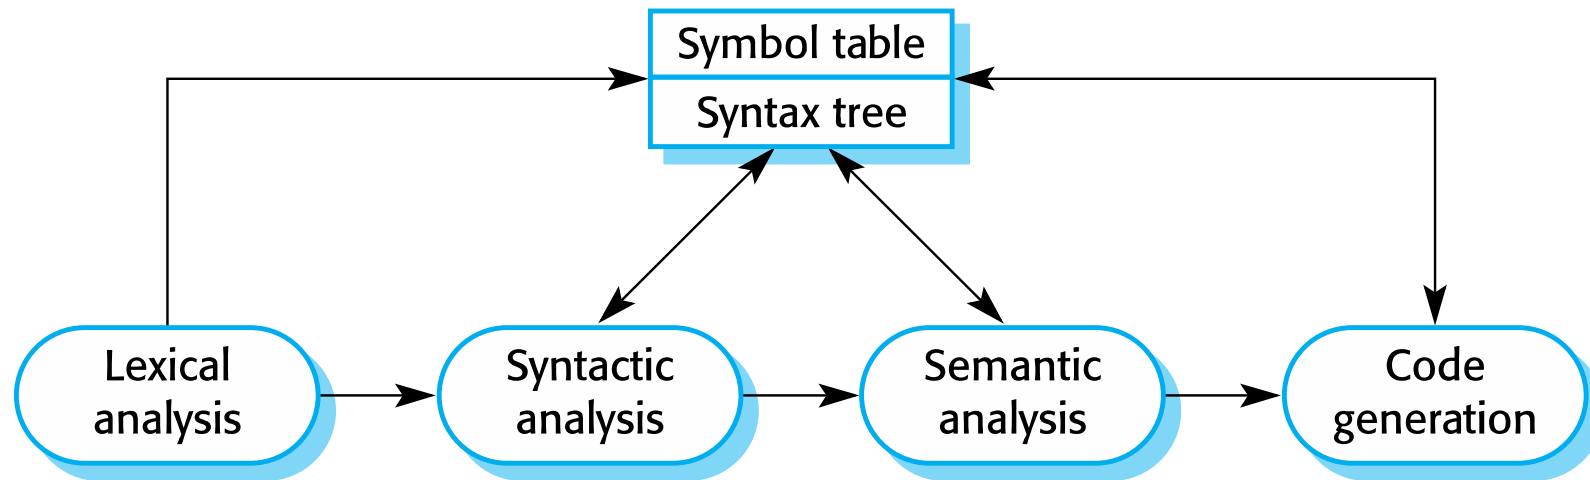 Symbol table
Syntax tree
Lexical
analysis
Syntactic
analysis
Semantic
analysis
Code
generation